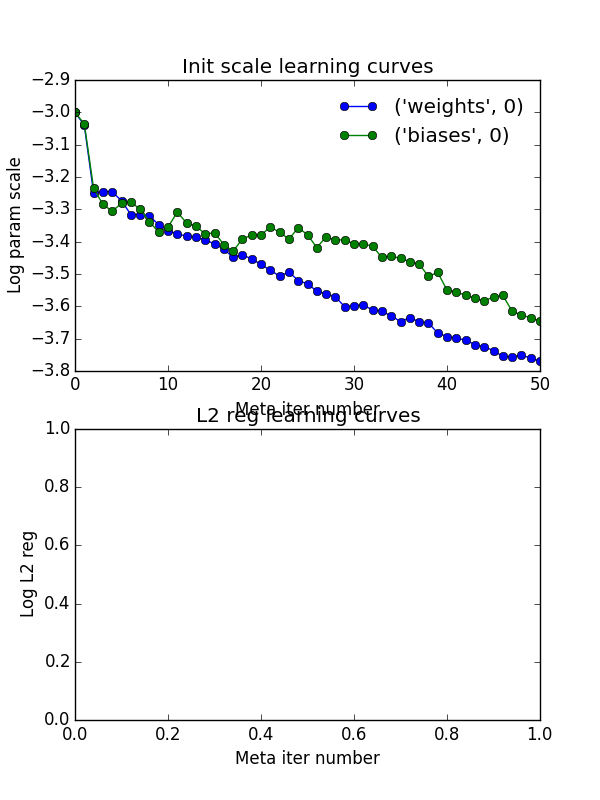 Init scale learning curves
−2.9
−3.0
−3.1
−3.2
−3.3
−3.4
−3.5
−3.6
−3.7
−3.8
Log param scale
('weights', 0)
('biases', 0)
0 10 20 30 40 50
Meta iter number
L2 reg learning curves
1.0
0.8
0.6
0.4
0.2
0.0
Log L2 reg
0.0 0.2 0.4 0.6 0.8 1.0
Meta iter number